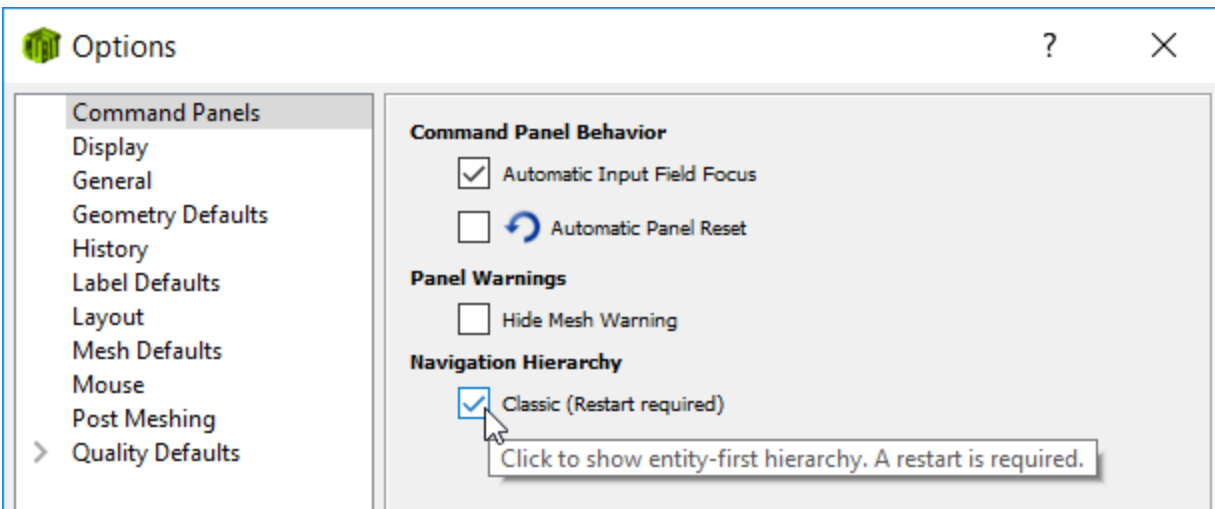 Options
?
Command Panels
Display
General
Geometry Defaults
History
Label Defaults
Layout
Mesh Defaults
Mouse
Post Meshing
Quality Defaults
Command Panel Behavior
Automatic Input Field Focus
Automatic Panel Reset
Panel Warnings
Hide Mesh Warning
Navigation Hierarchy
Classic (Restart required)
Click to show entity-first hierarchy. A restart is required.